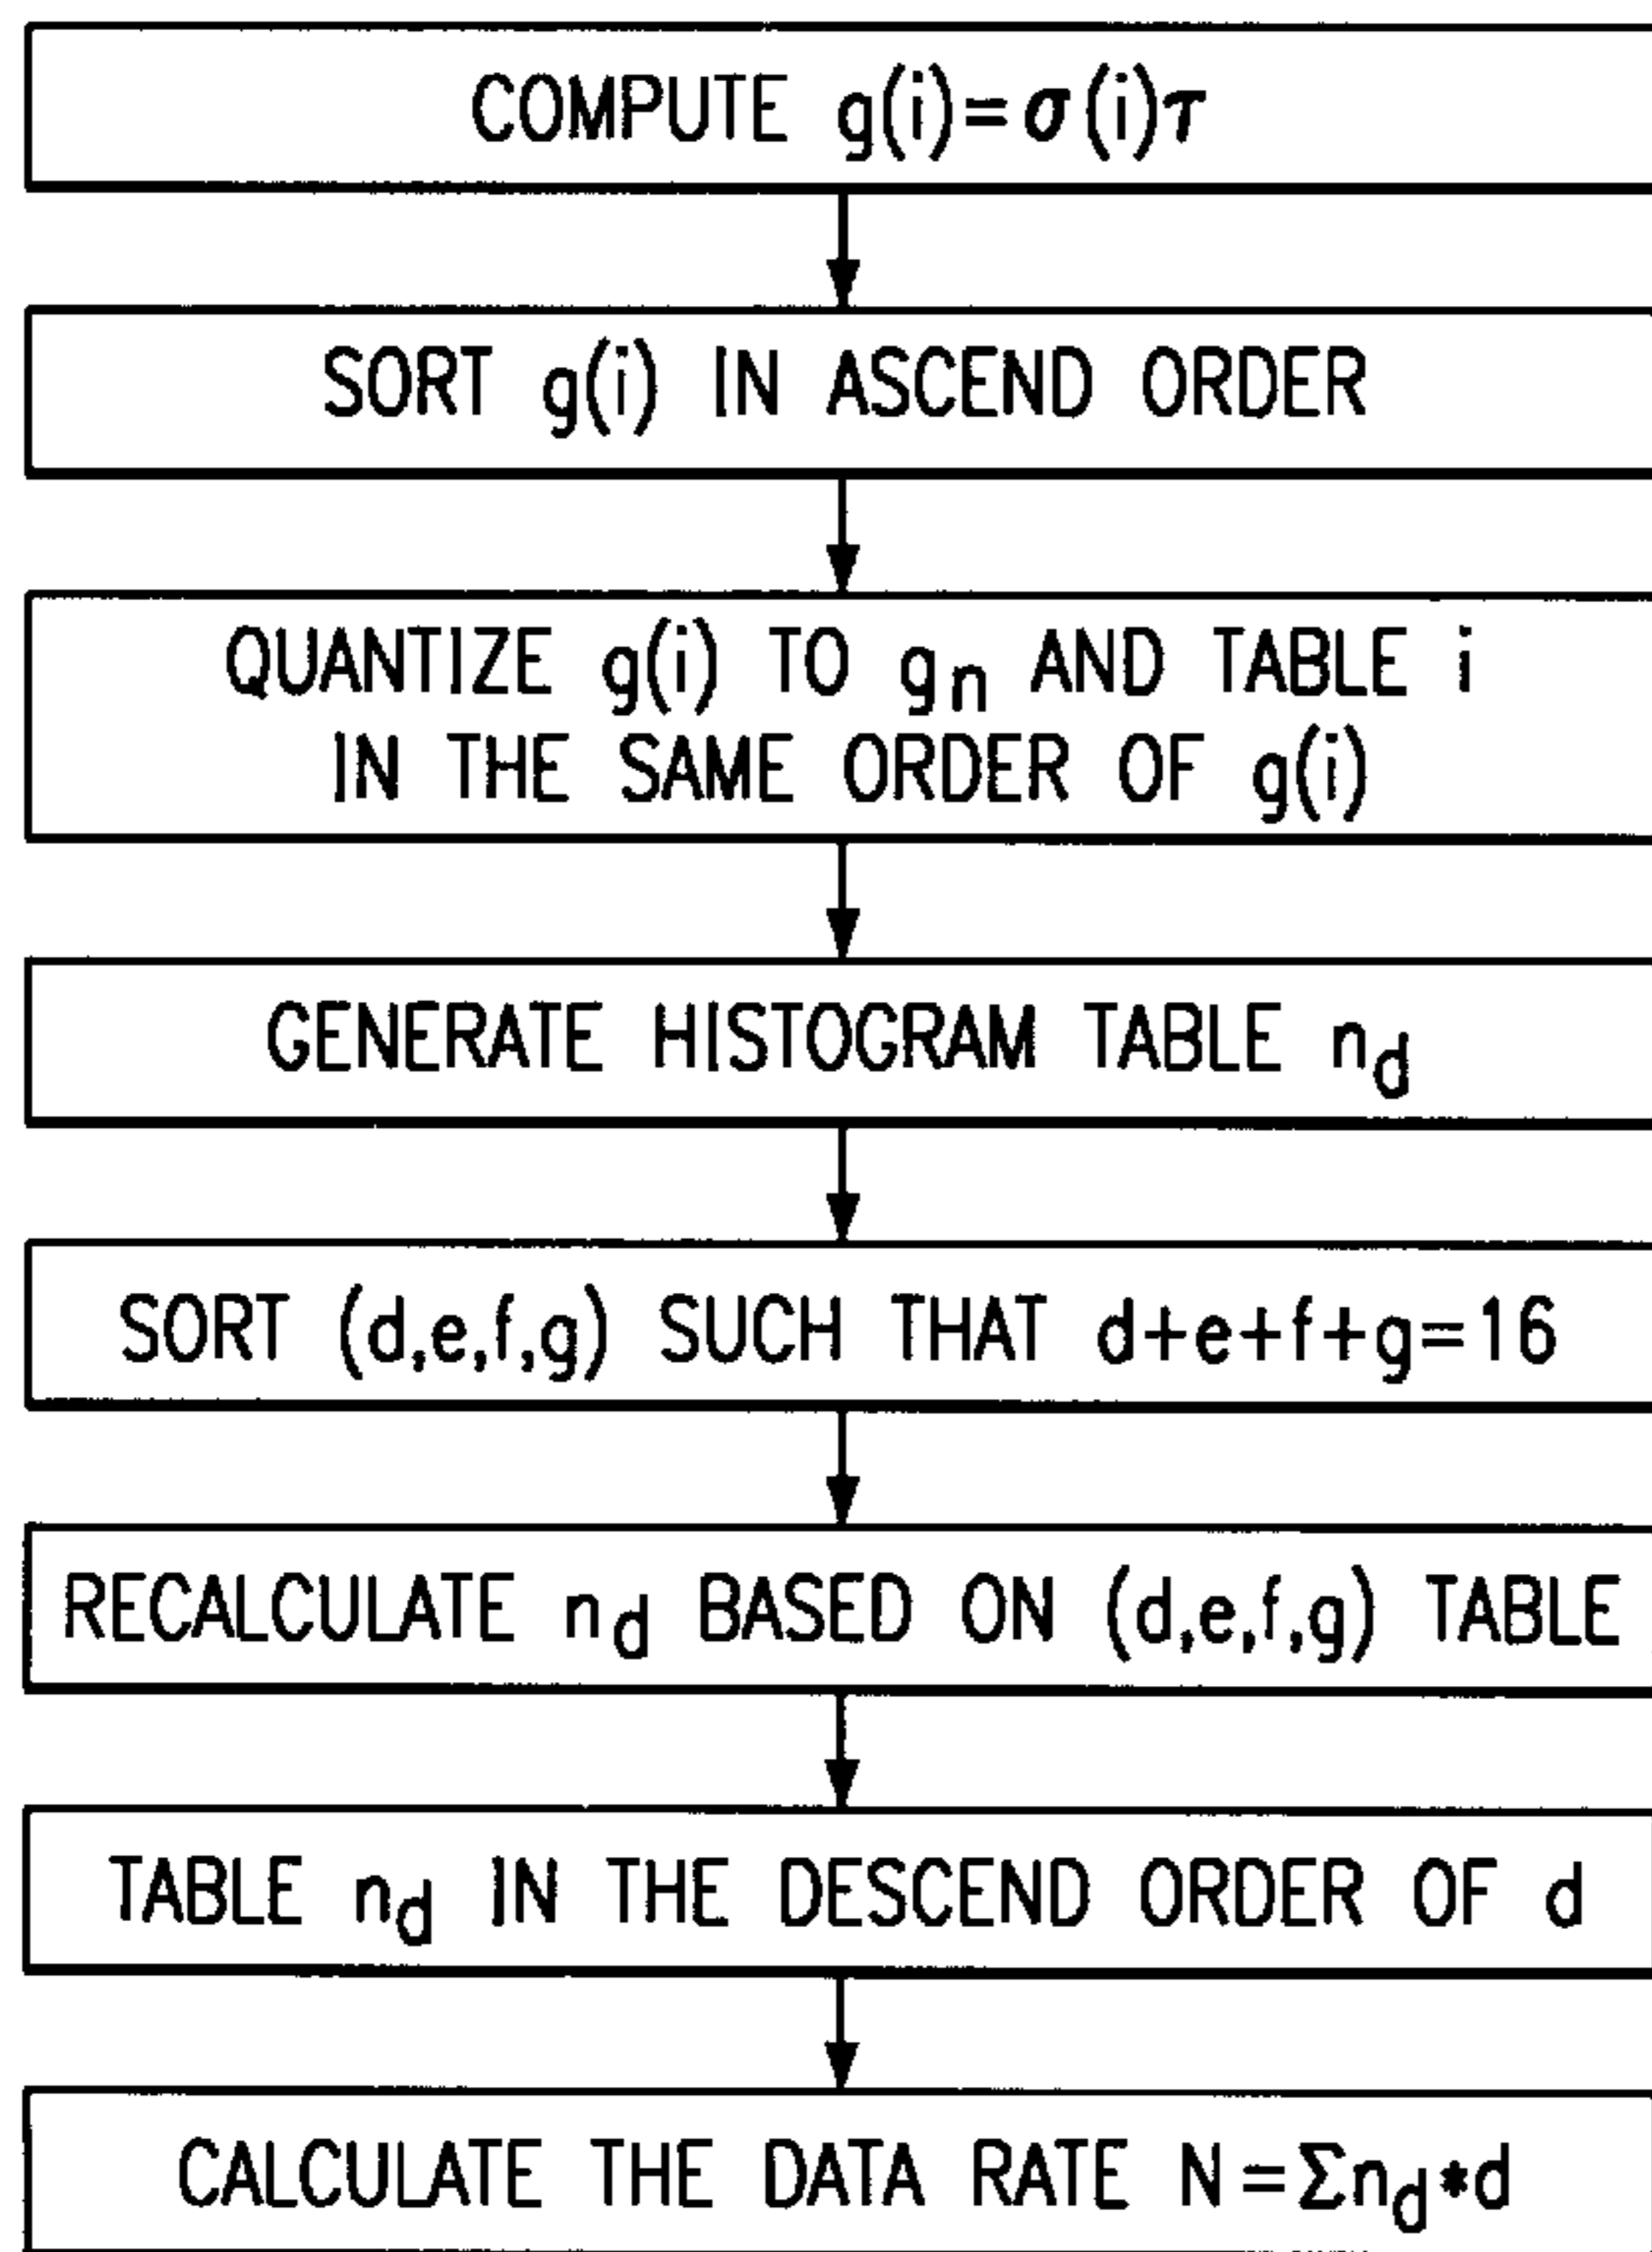 COMPUTE g(i)=σ(i)τ
SORT g(i) IN ASCEND ORDER
QUANTIZE g(i) TO gn AND TABLE i
IN THE SAME ORDER OF g(i)
GENERATE HISTOGRAM TABLE nd
SORT (d,e,f,g) SUCH THAT d+e+f+g=16
RECALCULATE nd BASED ON (d,e,f,g) TABLE
TABLE nd IN THE DESCEND ORDER OF d
CALCULATE THE DATA RATE N=Σnd*d